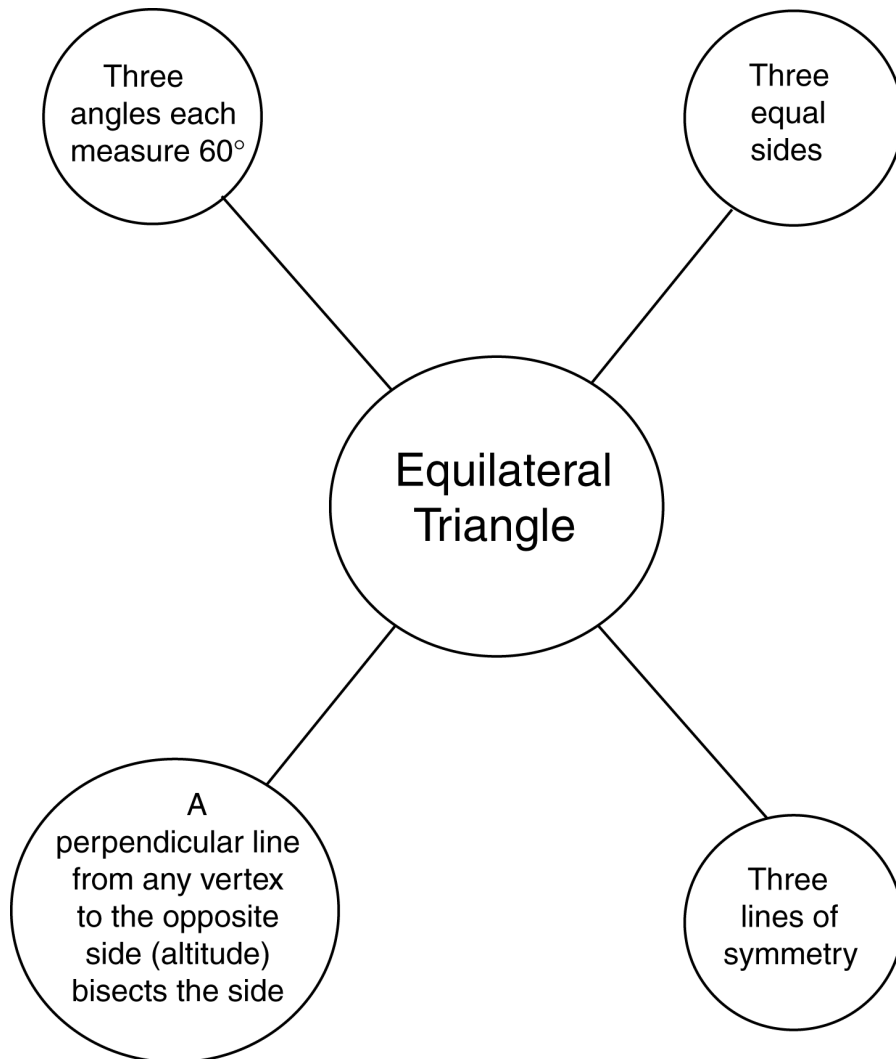 Three
angles each
measure 60°
Three
equal
sides
Equilateral
Triangle
A
perpendicular line
from any vertex
to the opposite
side (altitude)
bisects the side
Three
lines of
symmetry